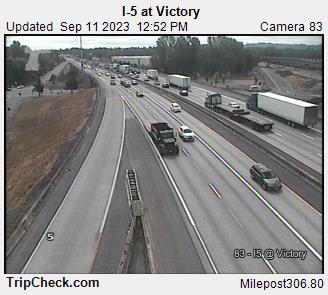 I-5 at Victory
Updated Sep 11 2023 12:52 PM Camera 83
5
83 - I5 @ Victory
TripCheck.com Milepost306.80